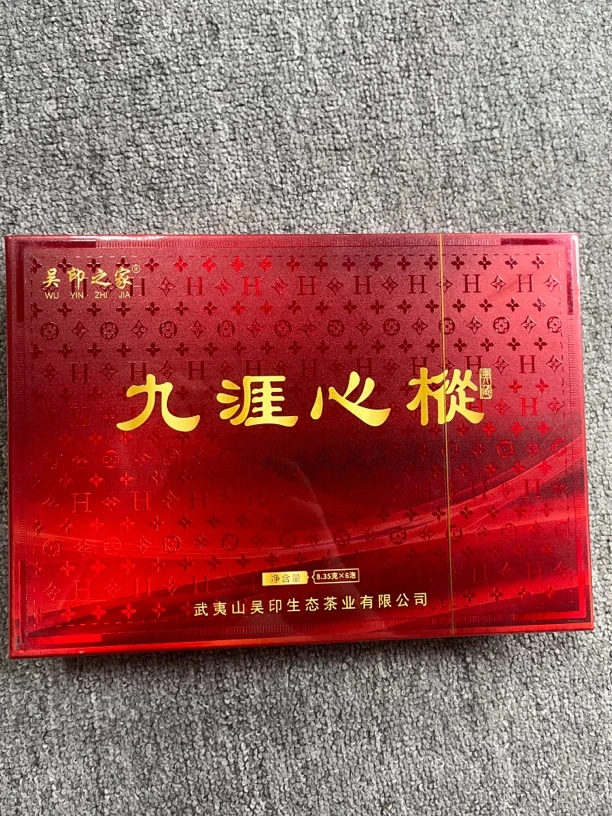 吴印之家®
WU YIN ZHI JIA
九涯心樅
净含量 8.35克×6泡
武夷山吴印生态茶业有限公司